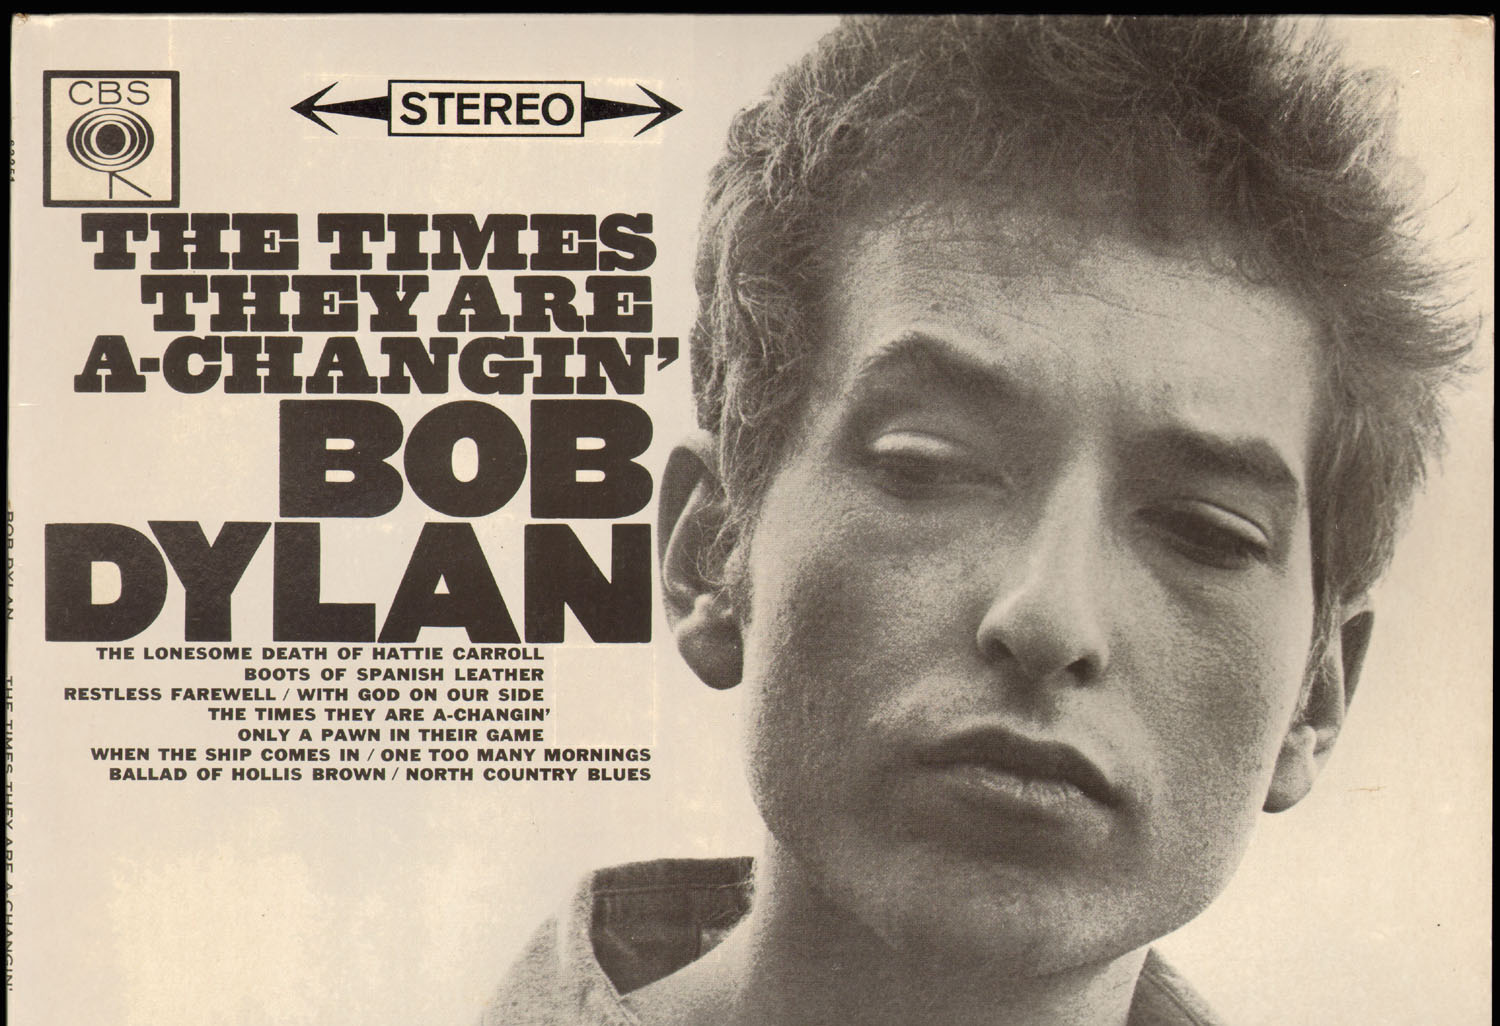 CBS
STEREO
THE TIMES
THEY ARE
A-CHANGIN’
BOB
DYLAN
THE LONESOME DEATH OF HATTIE CARROLL
BOOTS OF SPANISH LEATHER
RESTLESS FAREWELL / WITH GOD ON OUR SIDE
THE TIMES THEY ARE A-CHANGIN’
ONLY A PAWN IN THEIR GAME
WHEN THE SHIP COMES IN / ONE TOO MANY MORNINGS
BALLAD OF HOLLIS BROWN / NORTH COUNTRY BLUES
BOB DYLAN THE TIMES THEY ARE A-CHANGIN'